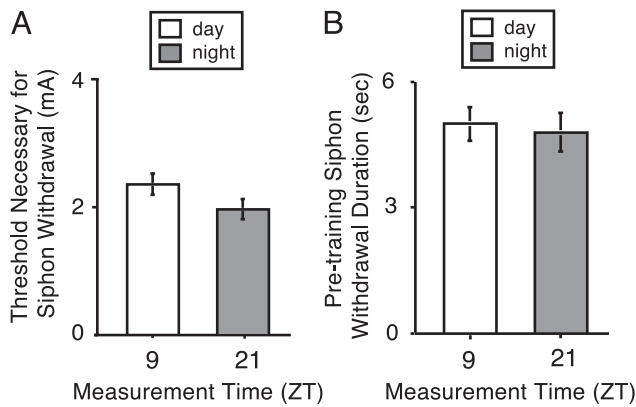 A
day
night
Threshold Necessary for
Siphon Withdrawal (mA)
4
2
0
9 21
Measurement Time (ZT)
B
day
night
Pre-training Siphon
Withdrawal Duration (sec)
6
3
0
9 21
Measurement Time (ZT)